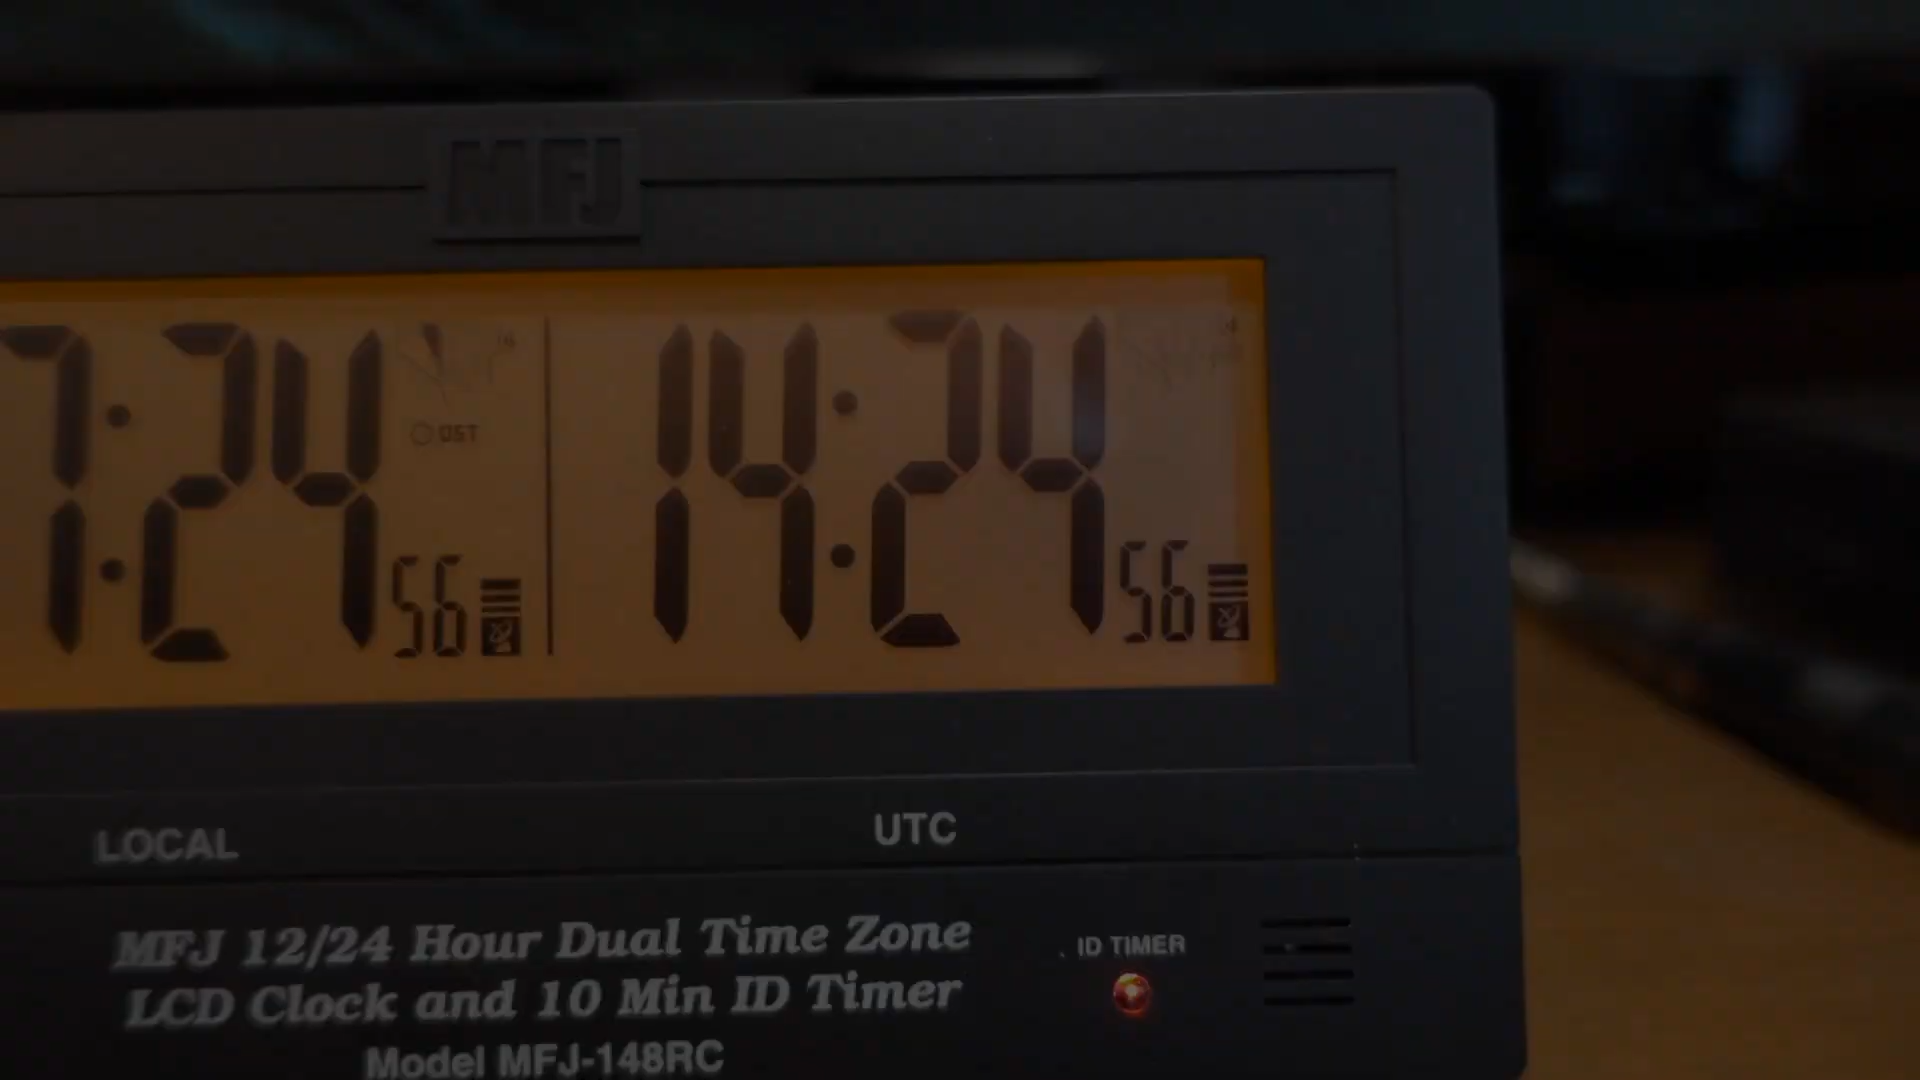 MFJ
7:24 56 14:24 56
DST
LOCAL UTC
MFJ 12/24 Hour Dual Time Zone
LCD Clock and 10 Min ID Timer
ID TIMER
Model MFJ-148RC